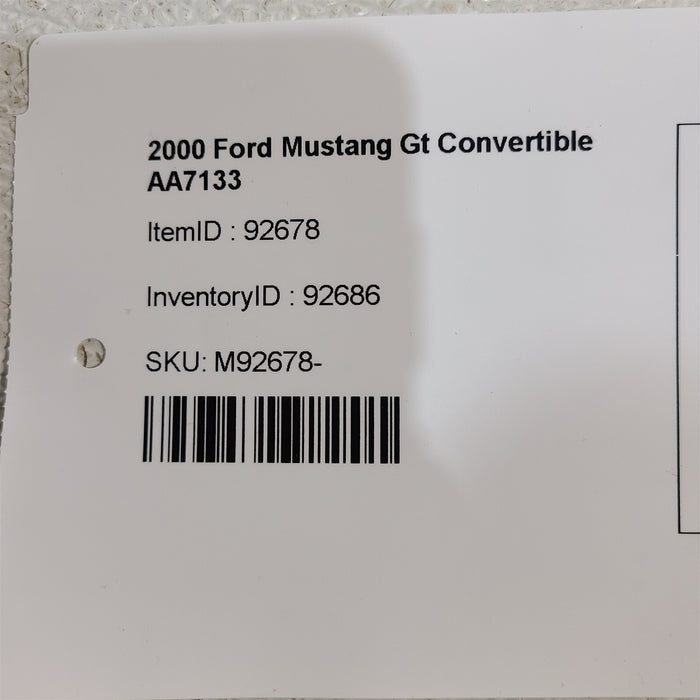 2000 Ford Mustang Gt Convertible
AA7133
ItemID : 92678
InventoryID : 92686
SKU: M92678-